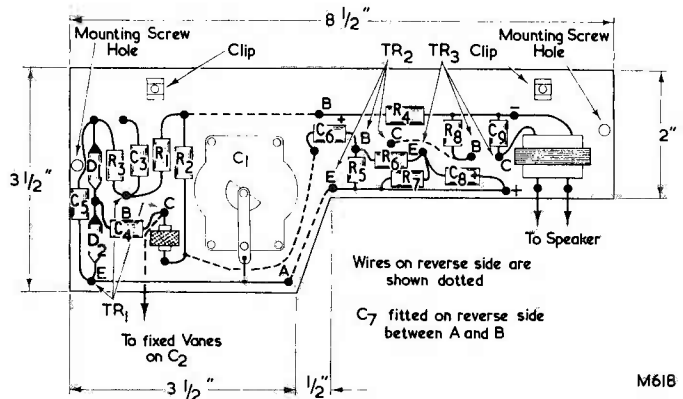 8 1/2"
Mounting Screw
Hole
Clip
TR2
TR3
Clip
Mounting Screw
Hole
3 1/2"
2"
B
+
R4
−
C6
B
C
E
R8
B
C9
C
R3
C3
R1
R2
C1
D1
C5
B
C
C4
D2
E
R5
R6
R7
C8
+
+
E
A
E
TR1
To Speaker
Wires on reverse side are
shown dotted
C7 fitted on reverse side
between A and B
To fixed Vanes
on C2
3 1/2"
1/2"
M618